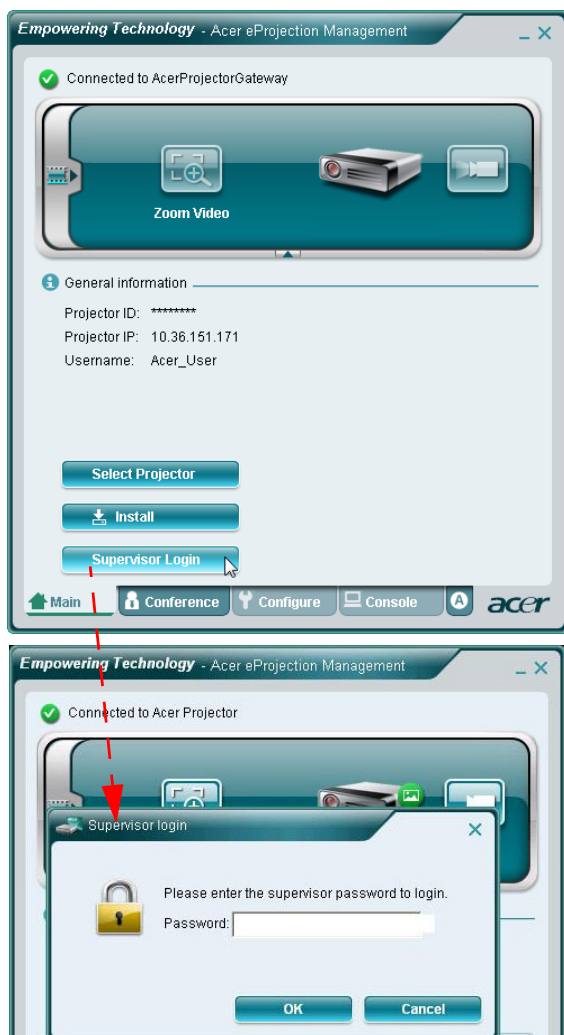 Empowering Technology - Acer eProjection Management
Connected to AcerProjectorGateway
Zoom Video
General information
Projector ID: ********
Projector IP: 10.36.151.171
Username: Acer_User
Select Projector
Install
Supervisor Login
Main Conference Configure Console A acer
Empowering Technology - Acer eProjection Management
Connected to Acer Projector
Supervisor login
Please enter the supervisor password to login.
Password:
OK Cancel